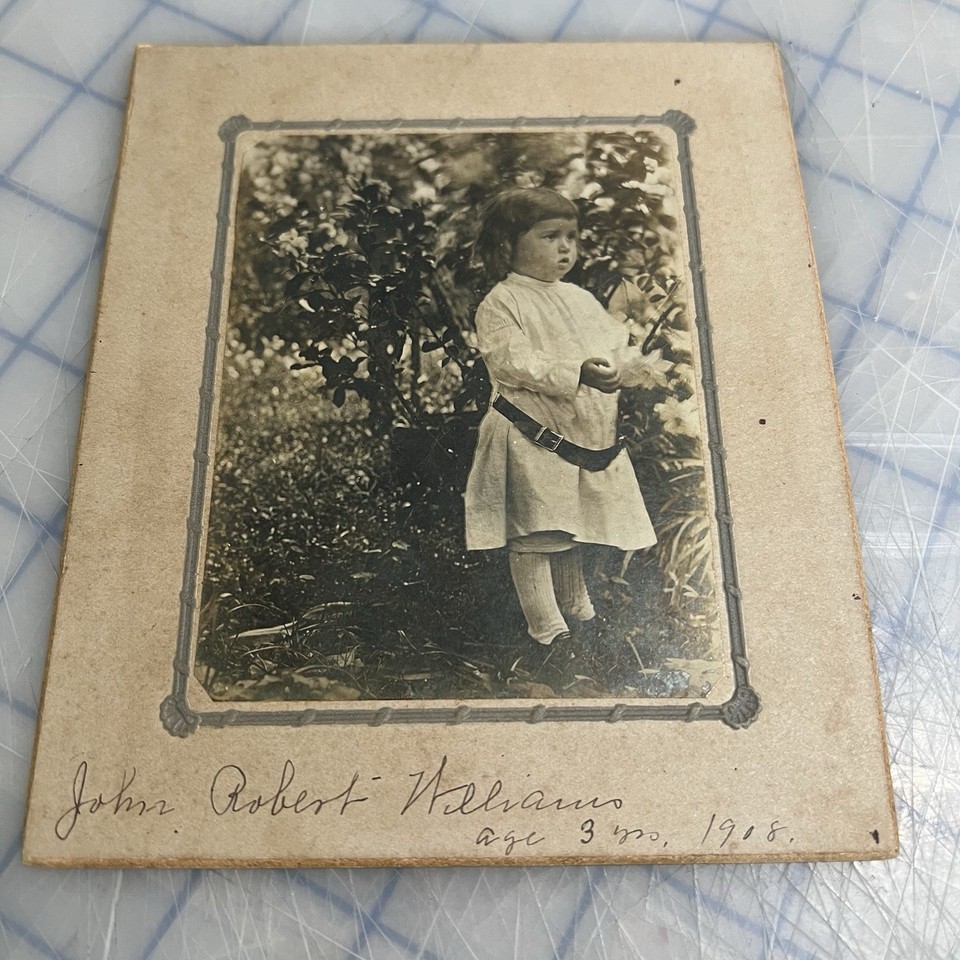 John Robert Williams
age 3 yrs, 1908.